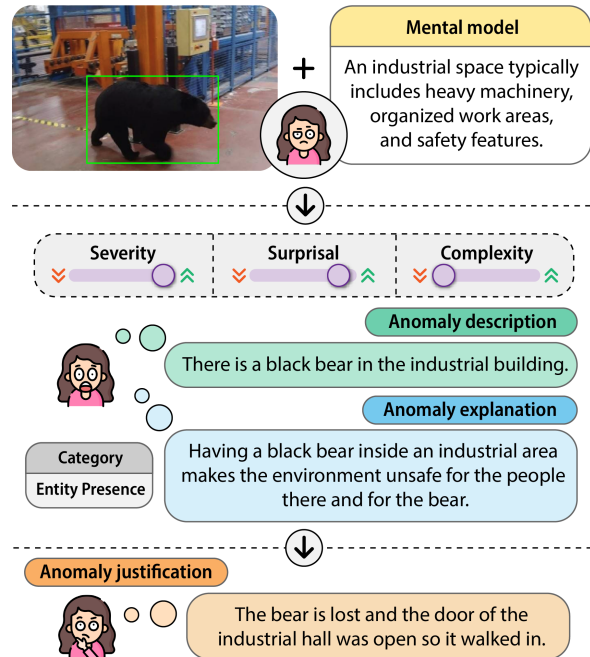 Mental model
An industrial space typically
includes heavy machinery,
organized work areas,
and safety features.
Severity
Surprisal
Complexity
Anomaly description
There is a black bear in the industrial building.
Anomaly explanation
Having a black bear inside an industrial area
makes the environment unsafe for the people
there and for the bear.
Category
Entity Presence
Anomaly justification
The bear is lost and the door of the
industrial hall was open so it walked in.